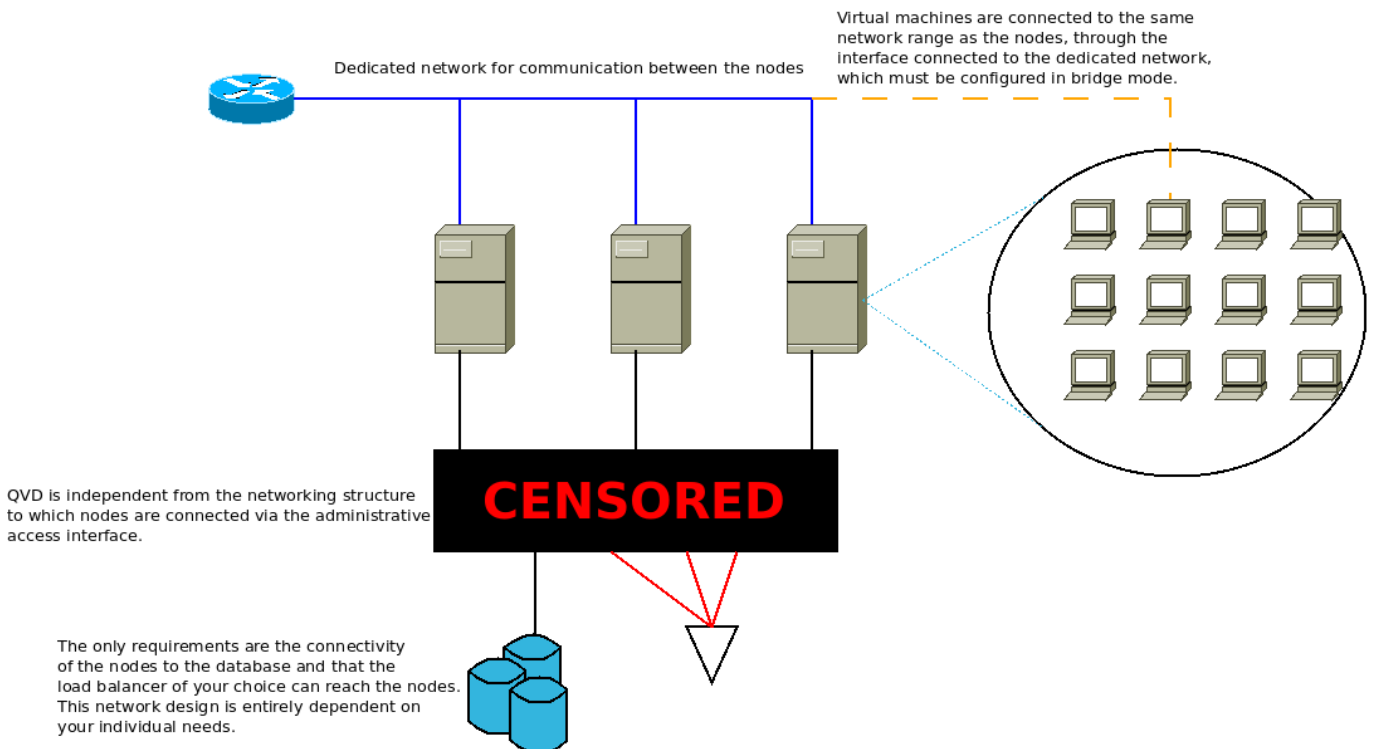 Virtual machines are connected to the same
network range as the nodes, through the
interface connected to the dedicated network,
which must be configured in bridge mode.
Dedicated network for communication between the nodes
CENSORED
QVD is independent from the networking structure
to which nodes are connected via the administrative
access interface.
The only requirements are the connectivity
of the nodes to the database and that the
load balancer of your choice can reach the nodes.
This network design is entirely dependent on
your individual needs.